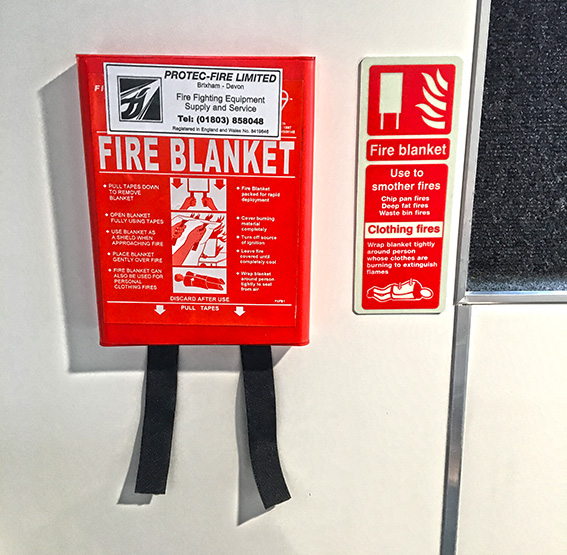 PROTEC-FIRE LIMITED
Brixham - Devon
Fire Fighting Equipment
Supply and Service
Tel: (01803) 858048
Registered in England and Wales No. 8419646
FIRE BLANKET
PULL TAPES DOWN
TO REMOVE
BLANKET
OPEN BLANKET
FULLY USING TAPES
USE BLANKET AS
A SHIELD WHEN
APPROACHING FIRE
PLACE BLANKET
GENTLY OVER FIRE
FIRE BLANKET CAN
ALSO BE USED FOR
PERSONAL
CLOTHING FIRES
Fire Blanket
packed for rapid
deployment
Cover burning
material
completely
Turn off source
of ignition
Leave fire
covered until
completely cool
Wrap blanket
around person
tightly to seal
from air
DISCARD AFTER USE
PULL TAPES
Fire blanket
Use to
smother fires
Chip pan fires
Deep fat fires
Waste bin fires
Clothing fires
Wrap blanket tightly
around person
whose clothes are
burning to extinguish
flames